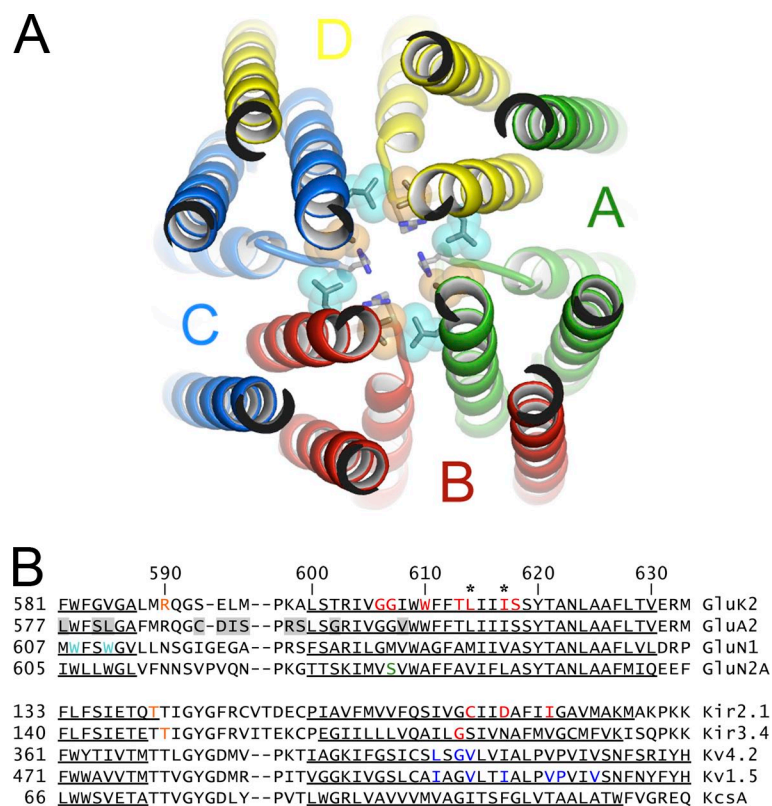 A
D
A
C
B
B
590 600 610 620 630
* *
581 FWFGVGALMRQGS-ELM--PKALSTRIVGGIWWFFTLIIISSYTANLAAFLTVERM GluK2
577 LWFSLGAFMRQGCDIS--PRSLSGRIVGGVWWFFTLIIISSYTANLAAFLTVERM GluA2
607 MWFSWGVLLNSGIGEGA--PRSFSARILGMVWAGFAMIIVASYTANLAAFLVLDRP GluN1
605 IWLLWGLVFNNSVPVQN--PKGTTSKIMVSVWAFFAVIFLASYTANLAAFMIQEEF GluN2A
133 FLFSIETQTTIGYGFRCVTDECPIAVFMVVFQSIVGCIIDAFIIGAVMAKMAKPKK Kir2.1
140 FLFSIETETTIGYGFRVITEKCPEGIILLLVQAILGSIVNAFMVGCMFVKISQPKK Kir3.4
361 FWYTIVTMTTLGYGDMV--PKTIAGKIFGSICSLSGVLVIALPVPVIVSNFSRIYH Kv4.2
471 FWWAVVTMTTVGYGDMR--PITVGGKIVGSLCAIAGVLTIALPVPVIVSNFNYFYH Kv1.5
66 LWWSVETATTVGYGDLY--PVTLWGRLVAVVVMVAGITSFGLVTAALATWFVGREQ KcsA